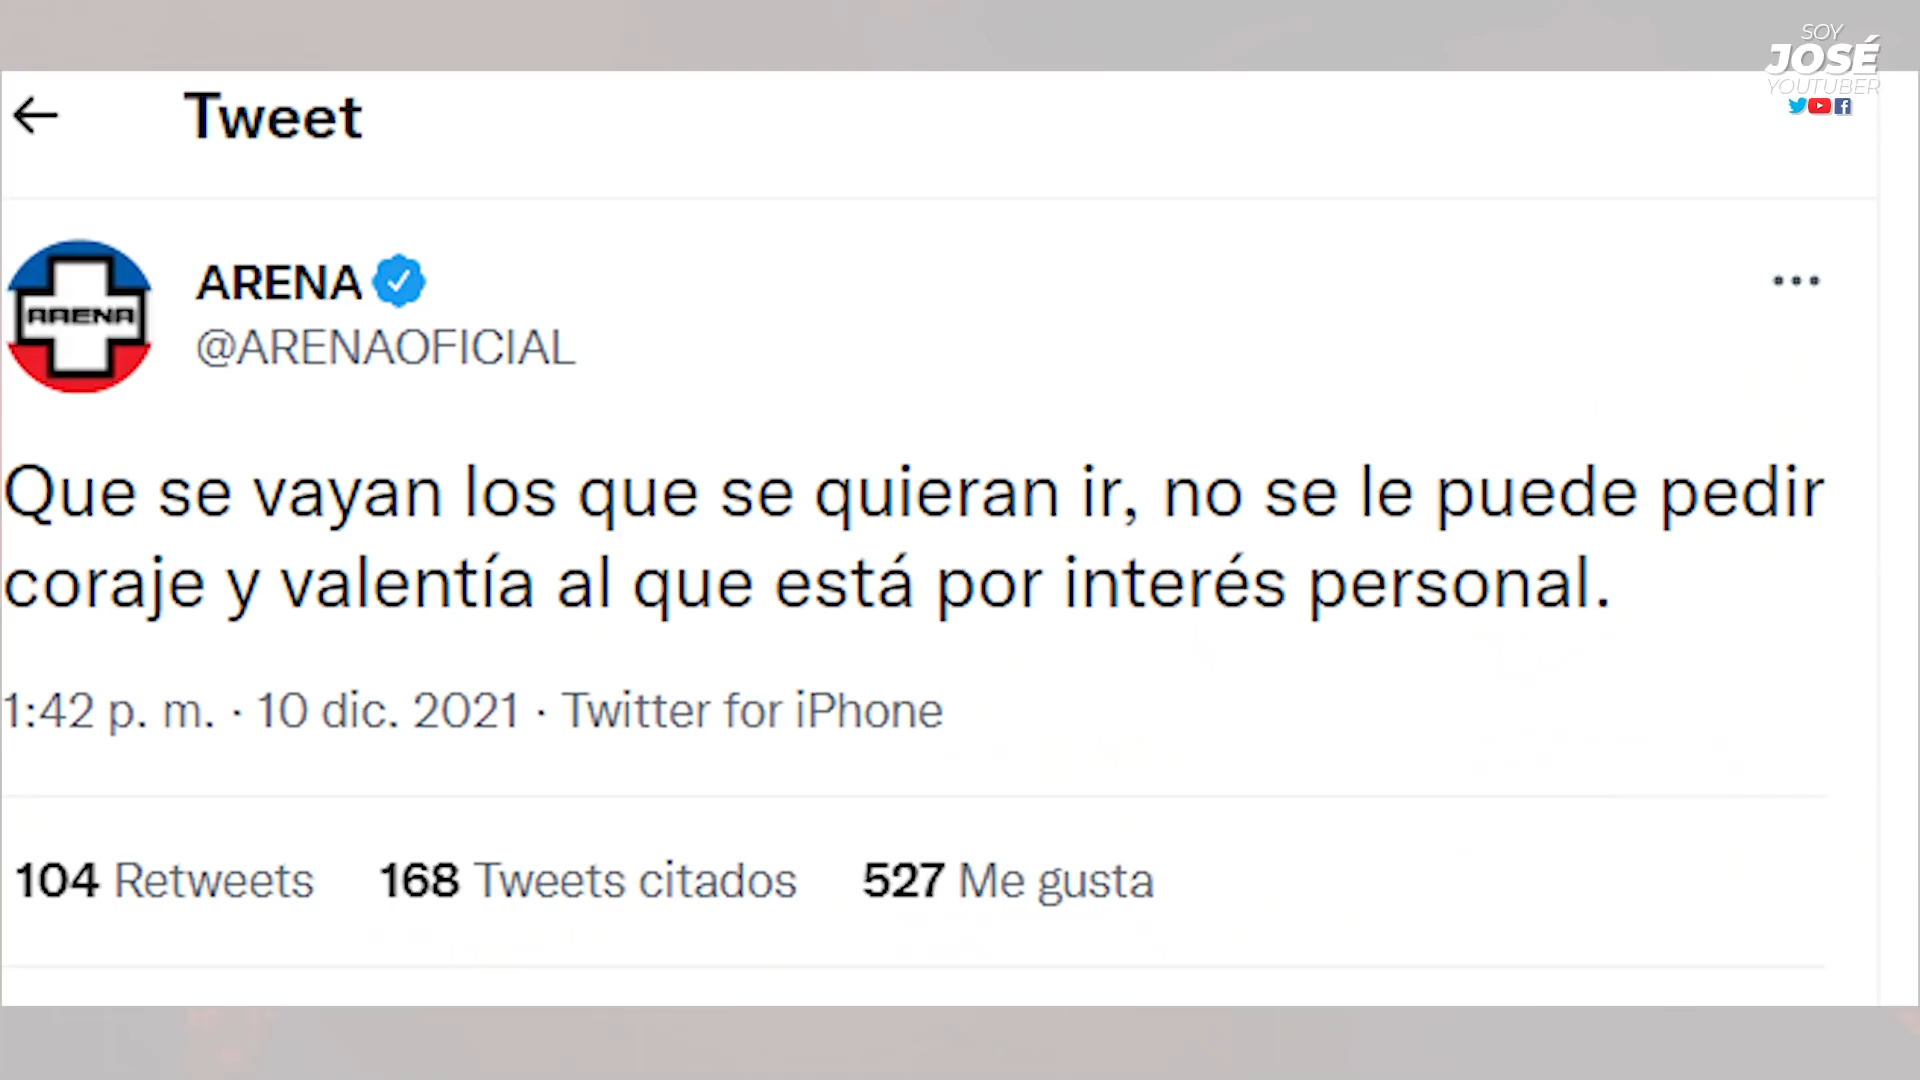 SOY
JOSÉ
YOUTUBER
Tweet
ARENA
ARENA
@ARENAOFICIAL
Que se vayan los que se quieran ir, no se le puede pedir
coraje y valentía al que está por interés personal.
1:42 p. m. · 10 dic. 2021 · Twitter for iPhone
104 Retweets 168 Tweets citados 527 Me gusta